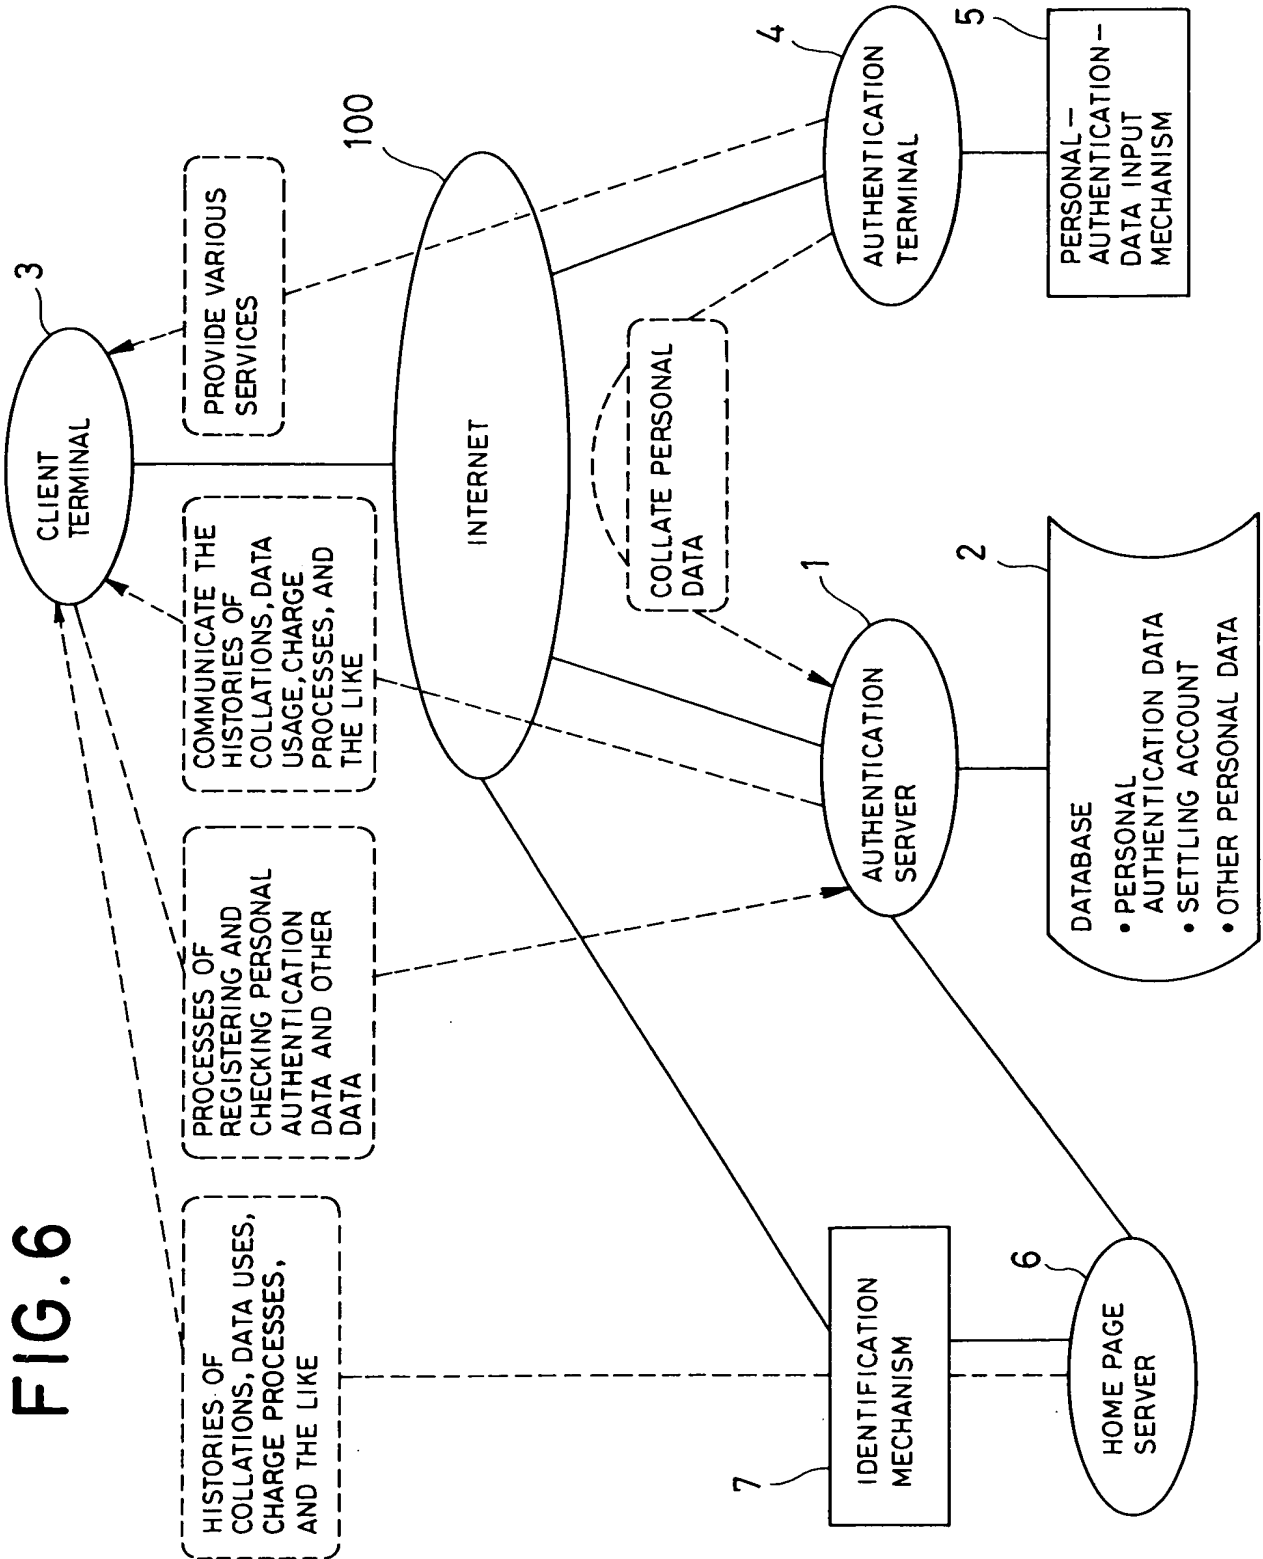 FIG.6
HISTORIES OF
COLLATIONS, DATA USES,
CHARGE PROCESSES,
AND THE LIKE
PROCESSES OF
REGISTERING AND
CHECKING PERSONAL
AUTHENTICATION
DATA AND OTHER
DATA
COMMUNICATE THE
HISTORIES OF
COLLATIONS, DATA
USAGE, CHARGE
PROCESSES, AND
THE LIKE
CLIENT
TERMINAL
3
PROVIDE VARIOUS
SERVICES
INTERNET
100
COLLATE PERSONAL
DATA
7
IDENTIFICATION
MECHANISM
AUTHENTICATION
SERVER
1
AUTHENTICATION
TERMINAL
4
HOME PAGE
SERVER
6
DATABASE
• PERSONAL
AUTHENTICATION DATA
• SETTLING ACCOUNT
• OTHER PERSONAL DATA
2
PERSONAL–
AUTHENTICATION–
DATA INPUT
MECHANISM
5